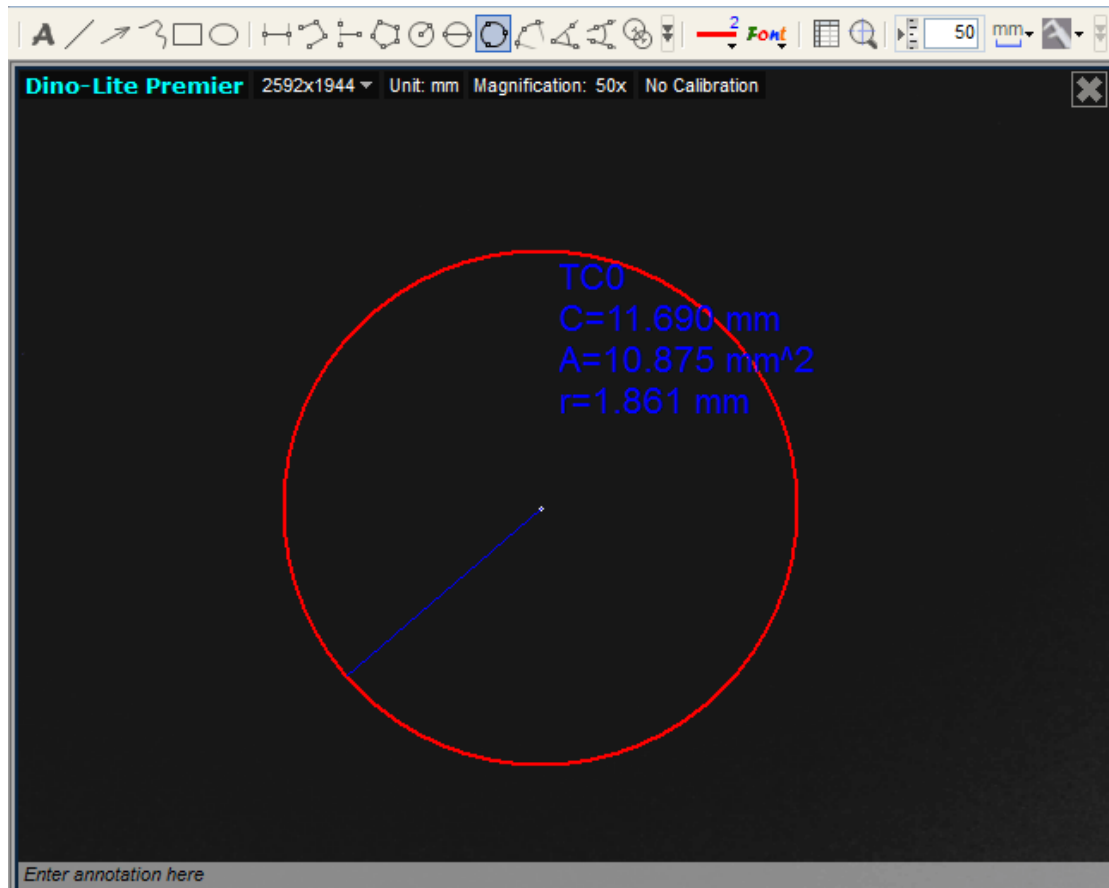 A 2 Font 50 mm
Dino-Lite Premier 2592x1944 Unit: mm Magnification: 50x No Calibration
TC0
C=11.690 mm
A=10.875 mm^2
r=1.861 mm
Enter annotation here